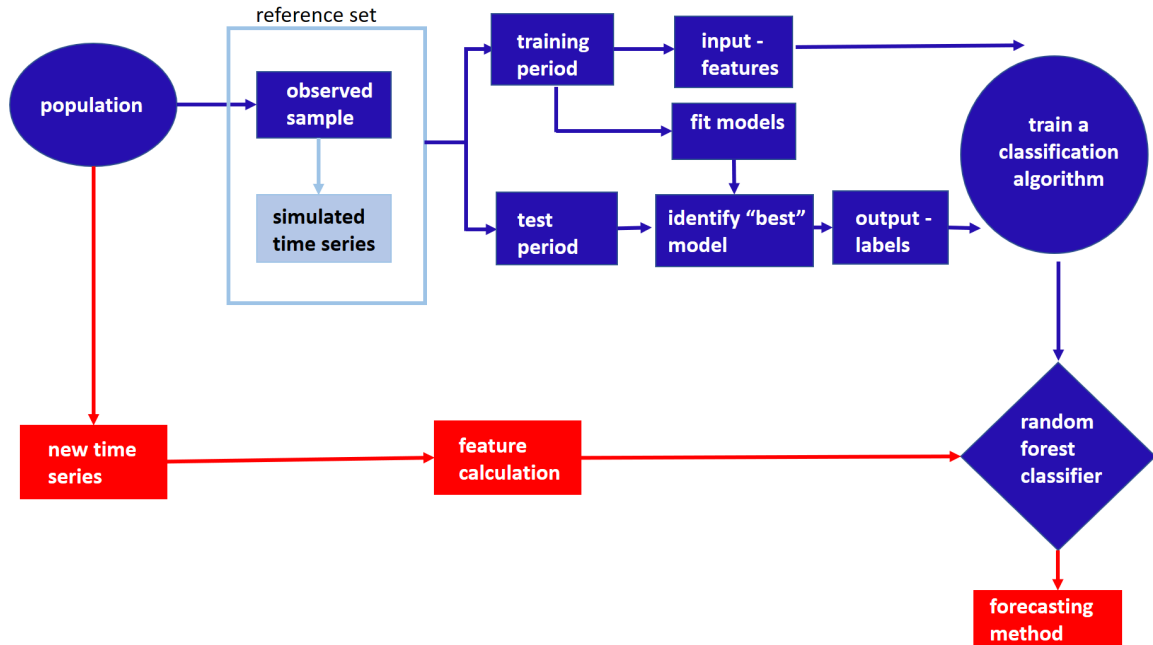 reference set
population
observed
sample
simulated
time series
training
period
input -
features
fit models
test
period
identify “best”
model
output -
labels
train a
classification
algorithm
new time
series
feature
calculation
random
forest
classifier
forecasting
method